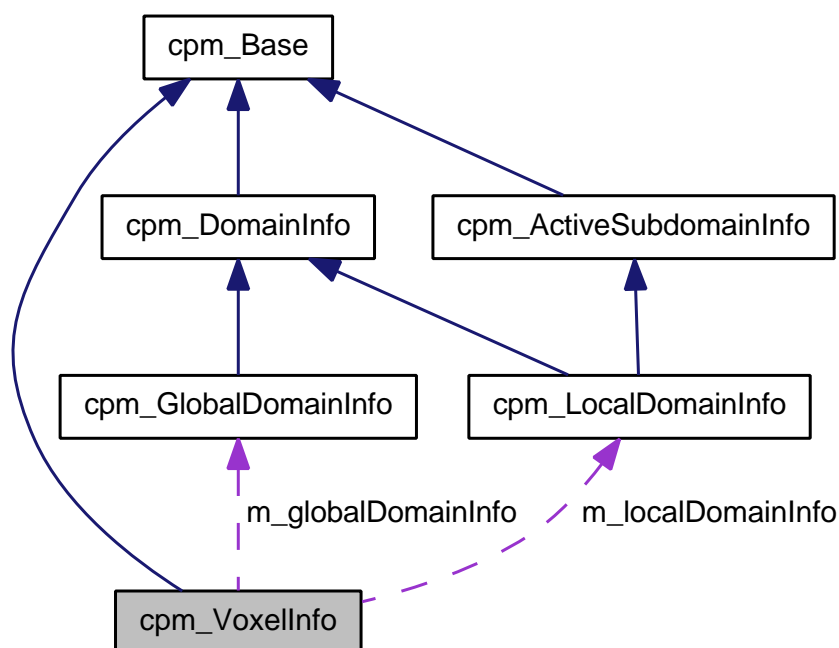 cpm_Base
cpm_DomainInfo
cpm_ActiveSubdomainInfo
cpm_GlobalDomainInfo
cpm_LocalDomainInfo
m_globalDomainInfo
m_localDomainInfo
cpm_VoxelInfo